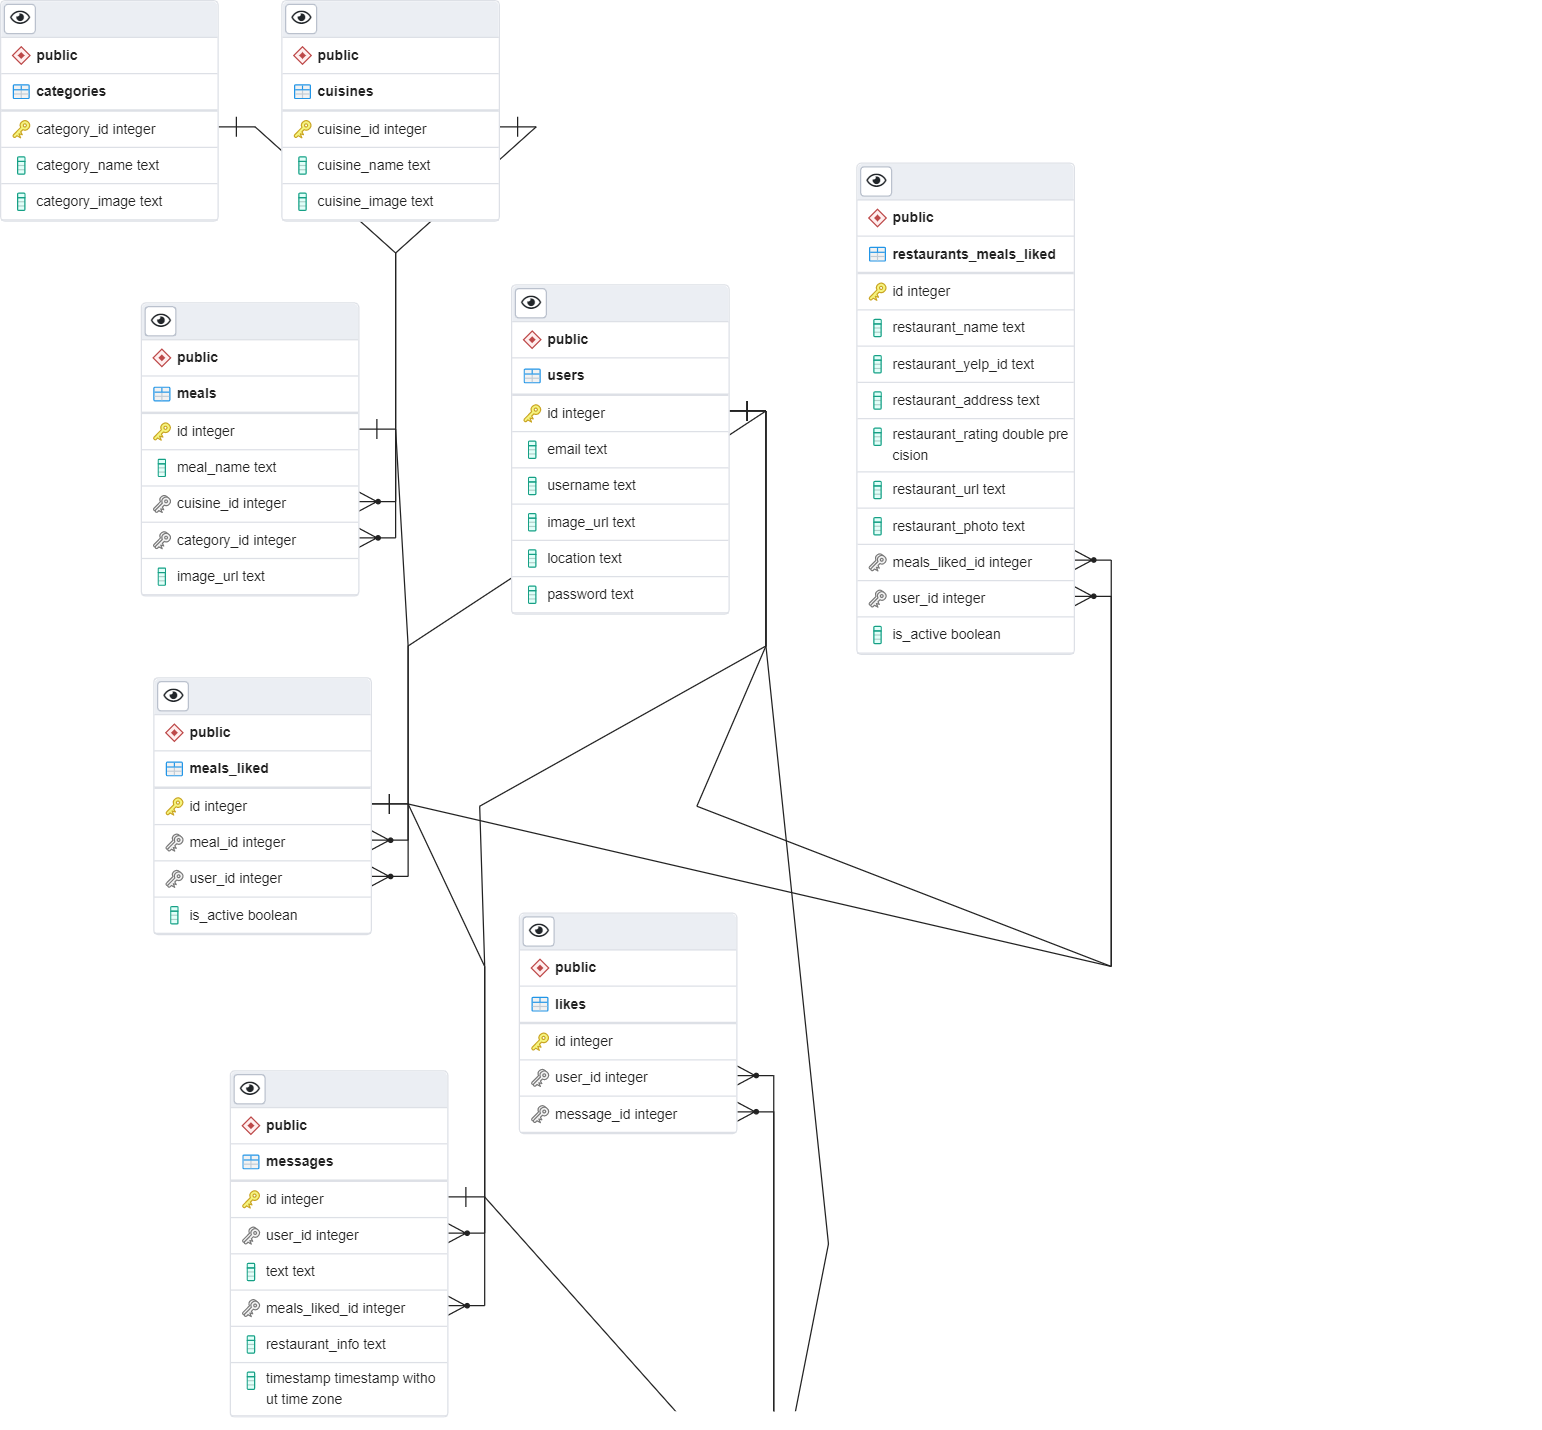 public
categories
category_id integer
category_name text
category_image text
public
cuisines
cuisine_id integer
cuisine_name text
cuisine_image text
public
restaurants_meals_liked
id integer
restaurant_name text
restaurant_yelp_id text
restaurant_address text
restaurant_rating double pre
cision
restaurant_url text
restaurant_photo text
meals_liked_id integer
user_id integer
is_active boolean
public
users
id integer
email text
username text
image_url text
location text
password text
public
meals
id integer
meal_name text
cuisine_id integer
category_id integer
image_url text
public
meals_liked
id integer
meal_id integer
user_id integer
is_active boolean
public
likes
id integer
user_id integer
message_id integer
public
messages
id integer
user_id integer
text text
meals_liked_id integer
restaurant_info text
timestamp timestamp witho
ut time zone